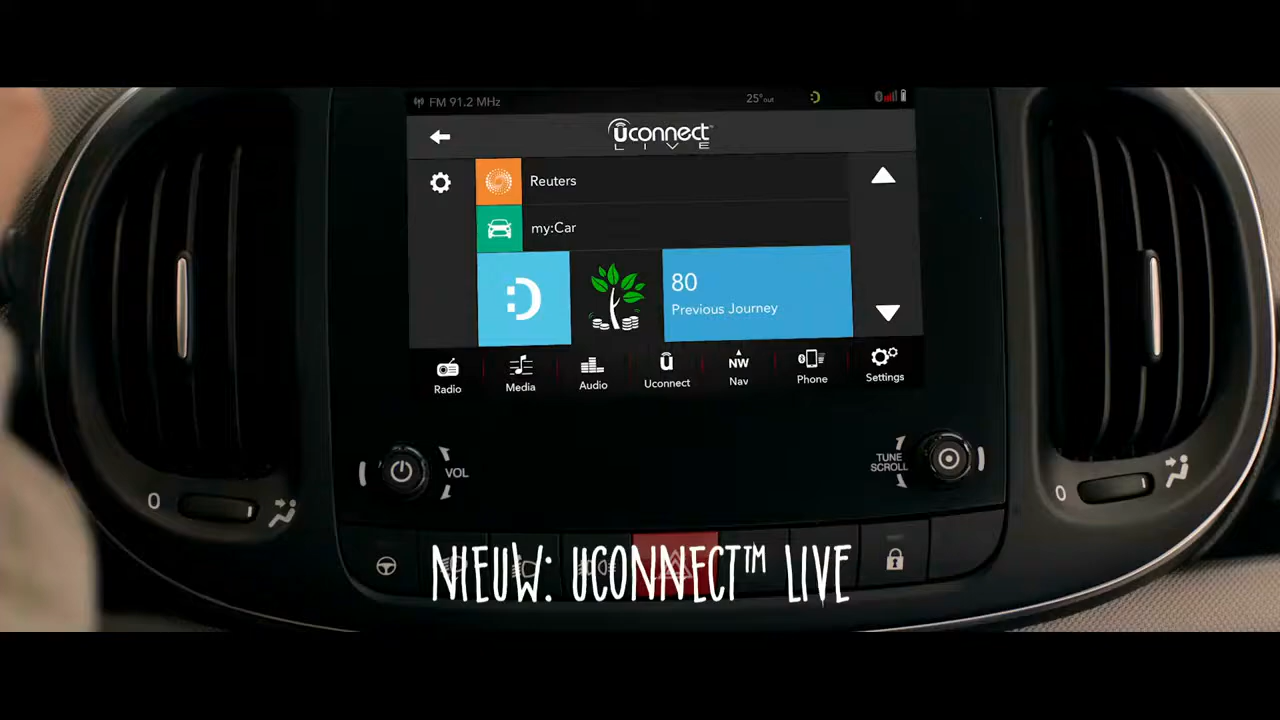 FM 91.2 MHz
25°out
uconnect™
LIVE
Reuters
my:Car
80
Previous Journey
Radio
Media
Audio
Uconnect
NW
Nav
Phone
Settings
VOL
TUNE
SCROLL
0
0
NIEUW: UCONNECT™ LIVE